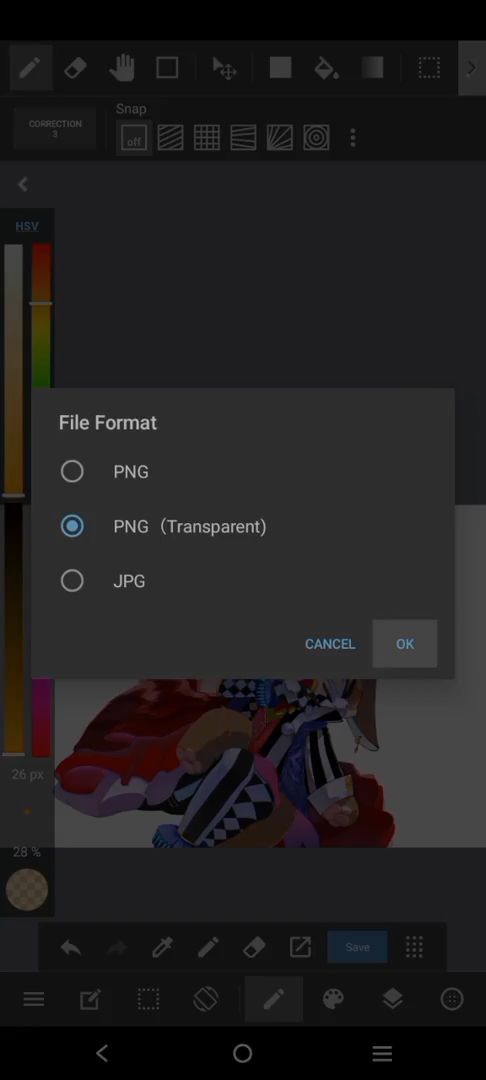 Snap
CORRECTION
3
off
HSV
File Format
PNG
PNG（Transparent）
JPG
CANCEL
OK
26 px
28 %
Save